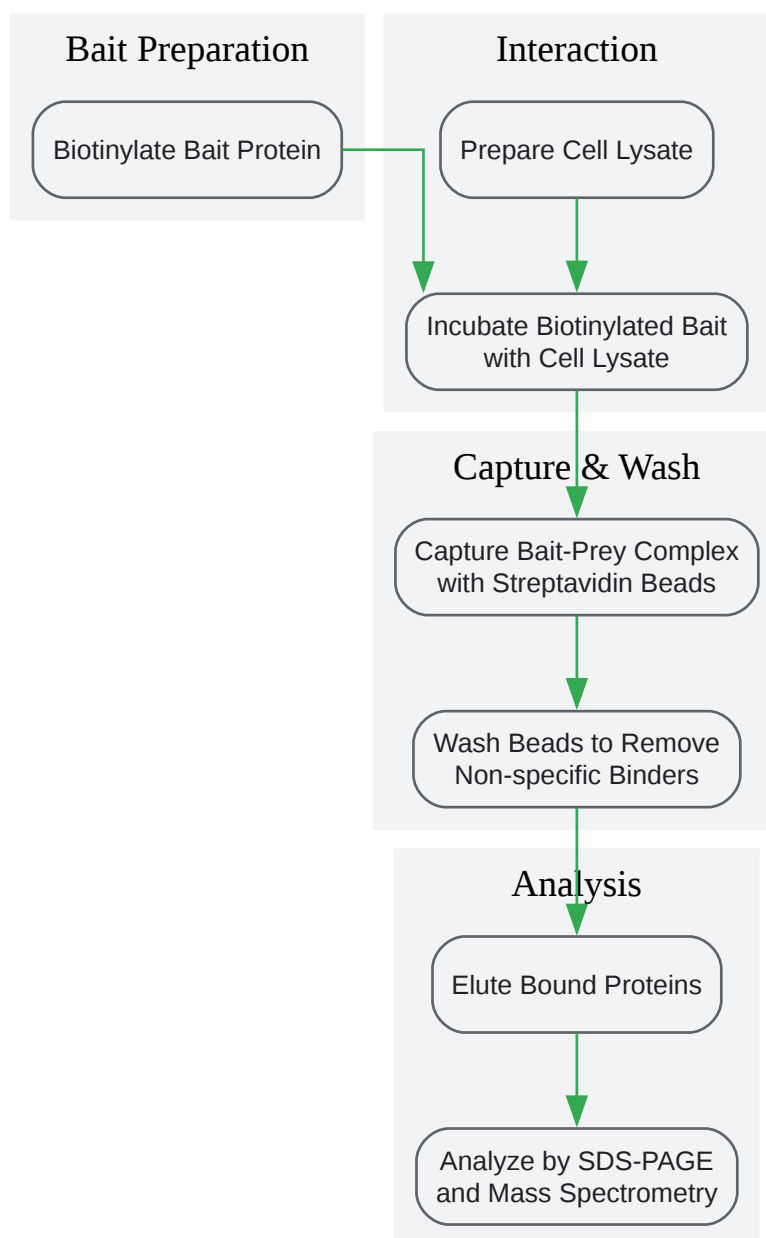 Bait Preparation
Biotinylate Bait Protein
Interaction
Prepare Cell Lysate
Incubate Biotinylated Bait
with Cell Lysate
Capture & Wash
Capture Bait-Prey Complex
with Streptavidin Beads
Wash Beads to Remove
Non-specific Binders
Analysis
Elute Bound Proteins
Analyze by SDS-PAGE
and Mass Spectrometry